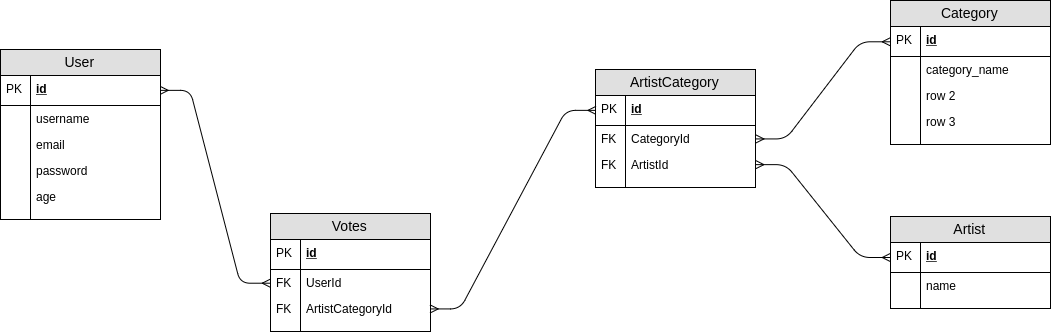 User
PK id
username
email
password
age
Votes
PK id
FK UserId
FK ArtistCategoryId
ArtistCategory
PK id
FK CategoryId
FK ArtistId
Category
PK id
category_name
row 2
row 3
Artist
PK id
name